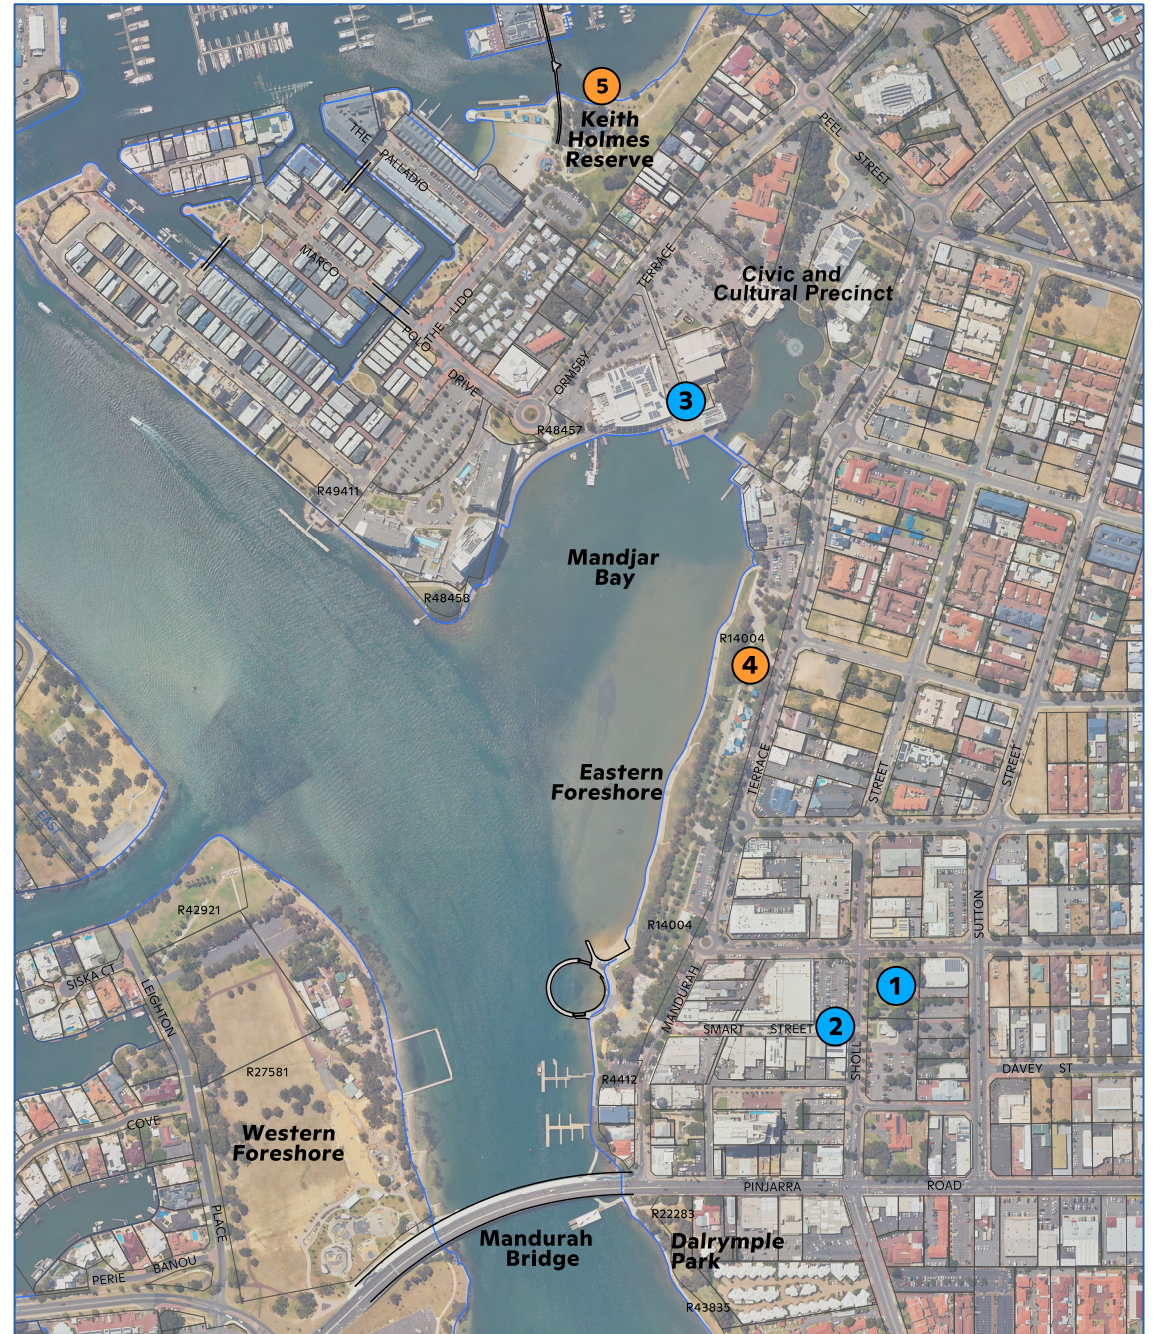 5
Keith
Holmes
Reserve
PEEL
STREET
THE
PALLADIO
MARCO
POLO
DRIVE
THE
LIDO
TERRACE
ORMSBY
Civic and
Cultural Precinct
3
R48457
R49411
R48458
Mandjar
Bay
R14004
4
Eastern
Foreshore
TERRACE
STREET
STREET
EAST
R42921
R14004
SUTTON
SISKA CT
LEIGHTON
MANDURAH
1
2
SMART
STREET
SHOLL
DAVEY
ST
R27581
R4412
COVE
Western
Foreshore
PINJARRA
ROAD
PLACE
R22283
Mandurah
Bridge
Dalrymple
Park
PERIE
BANOU
R43835